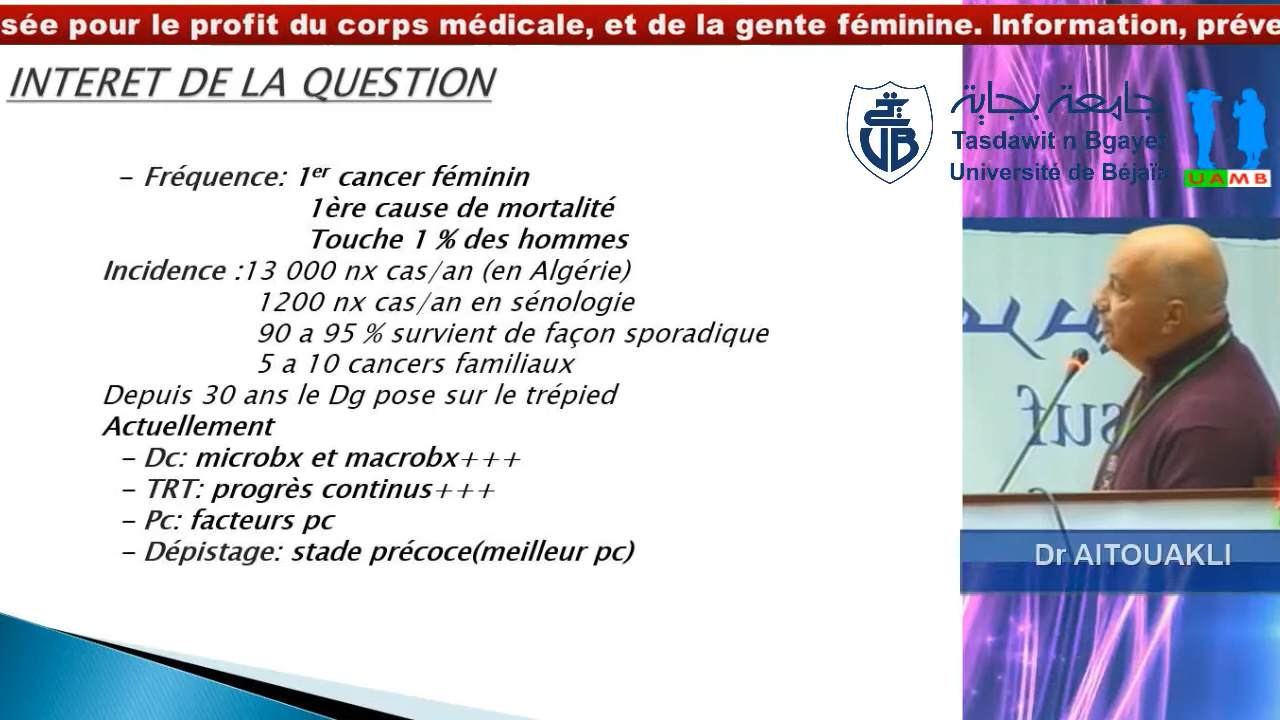 sée pour le profit du corps médicale, et de la gente féminine. Information, préve
INTERET DE LA QUESTION
– Fréquence: 1er cancer féminin
1ère cause de mortalité
Touche 1 % des hommes
Incidence :13 000 nx cas/an (en Algérie)
1200 nx cas/an en sénologie
90 a 95 % survient de façon sporadique
5 a 10 cancers familiaux
Depuis 30 ans le Dg pose sur le trépied
Actuellement
– Dc: microbx et macrobx+++
– TRT: progrès continus+++
– Pc: facteurs pc
– Dépistage: stade précoce(meilleur pc)
جامعة بجاية
Tasdawit n Bgayet
Université de Béjaïa
UAMB
Dr AITOUAKLI